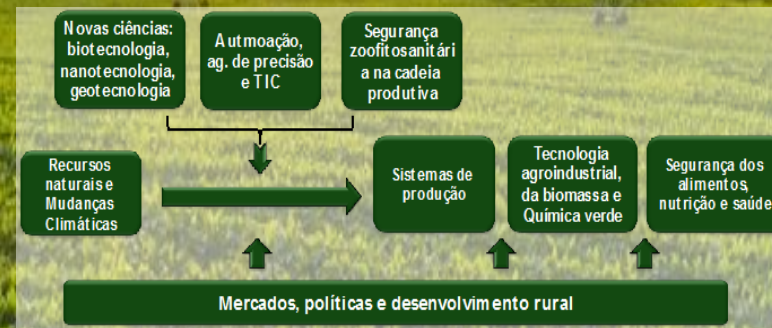 Novas ciências:
biotecnologia,
nanotecnologia,
geotecnologia
Autmoação,
ag. de precisão
e TIC
Segurança
zoofitosanitári
a na cadeia
produtiva
Recursos
naturais e
Mudanças
Climáticas
Sistemas de
produção
Tecnologia
agroindustrial,
da biomassa e
Química verde
Segurança dos
alimentos,
nutrição e saúde
Mercados, políticas e desenvolvimento rural